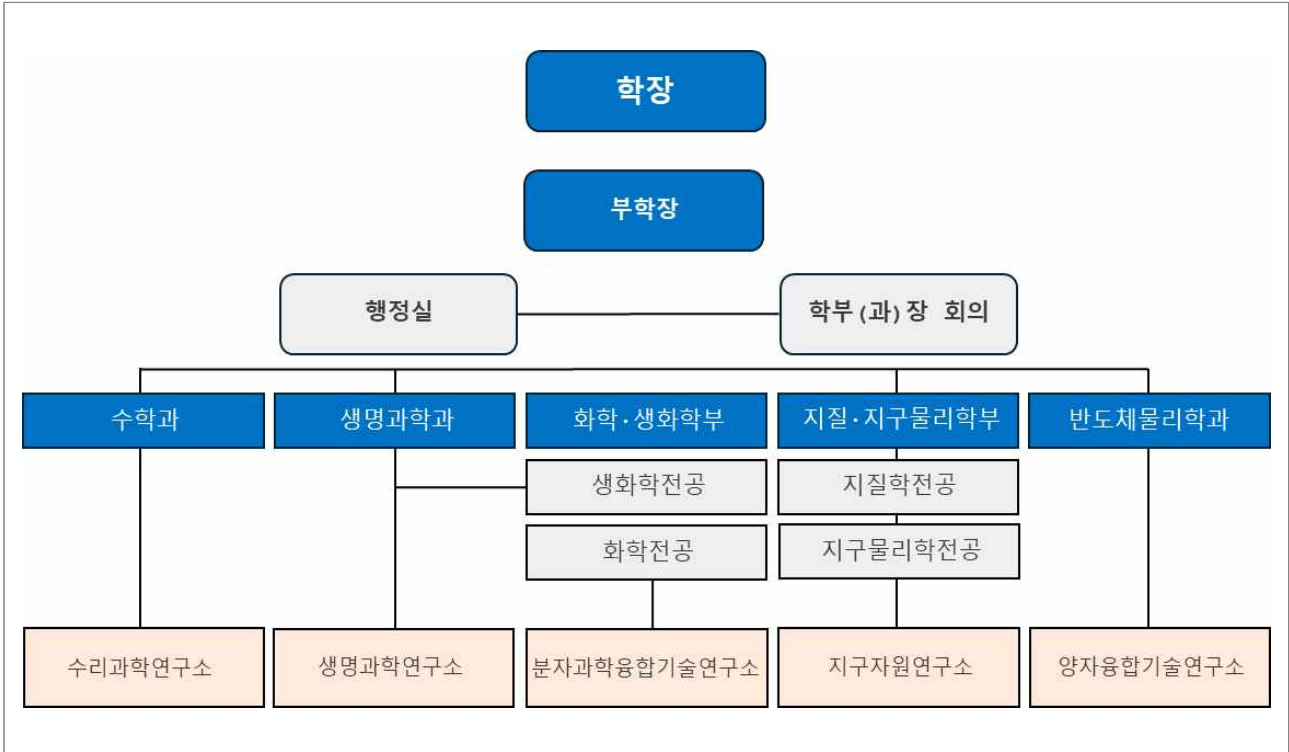 학장
부학장
행정실
학부(과)장 회의
수학과
생명과학과
화학·생화학부
지질·지구물리학부
반도체물리학과
생화학전공
지질학전공
화학전공
지구물리학전공
수리과학연구소
생명과학연구소
분자과학융합기술연구소
지구자원연구소
양자융합기술연구소